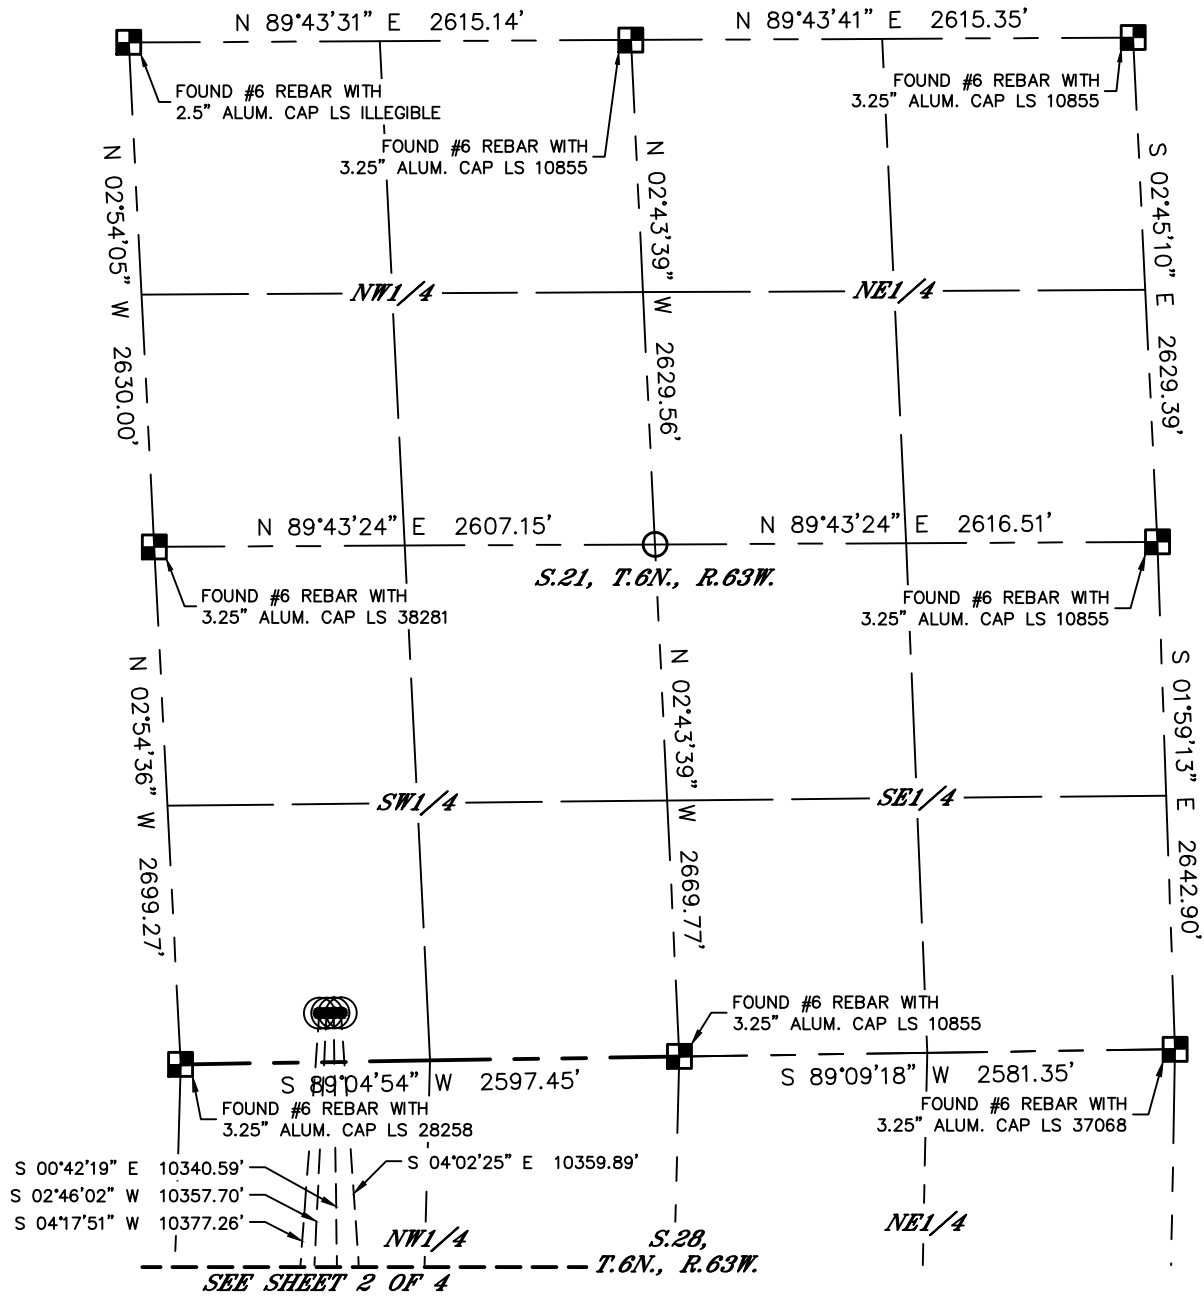 N 89°43'31" E 2615.14'
N 89°43'41" E 2615.35'
FOUND #6 REBAR WITH
2.5" ALUM. CAP LS ILLEGIBLE
FOUND #6 REBAR WITH
3.25" ALUM. CAP LS 10855
FOUND #6 REBAR WITH
3.25" ALUM. CAP LS 10855
N 02°54'05" W 2630.00'
N 02°43'39" W 2629.56'
S 02°45'10" E 2629.39'
NW1/4
NE1/4
N 89°43'24" E 2607.15'
N 89°43'24" E 2616.51'
S.21, T.6N., R.63W.
FOUND #6 REBAR WITH
3.25" ALUM. CAP LS 38281
FOUND #6 REBAR WITH
3.25" ALUM. CAP LS 10855
N 02°54'36" W 2699.27'
N 02°43'39" W 2669.77'
S 01°59'13" E 2642.90'
SW1/4
SE1/4
FOUND #6 REBAR WITH
3.25" ALUM. CAP LS 10855
S 89°04'54" W 2597.45'
S 89°09'18" W 2581.35'
FOUND #6 REBAR WITH
3.25" ALUM. CAP LS 28258
FOUND #6 REBAR WITH
3.25" ALUM. CAP LS 37068
S 00°42'19" E 10340.59'
S 02°46'02" W 10357.70'
S 04°17'51" W 10377.26'
S 04°02'25" E 10359.89'
NW1/4
NE1/4
S.28,
T.6N., R.63W.
SEE SHEET 2 OF 4